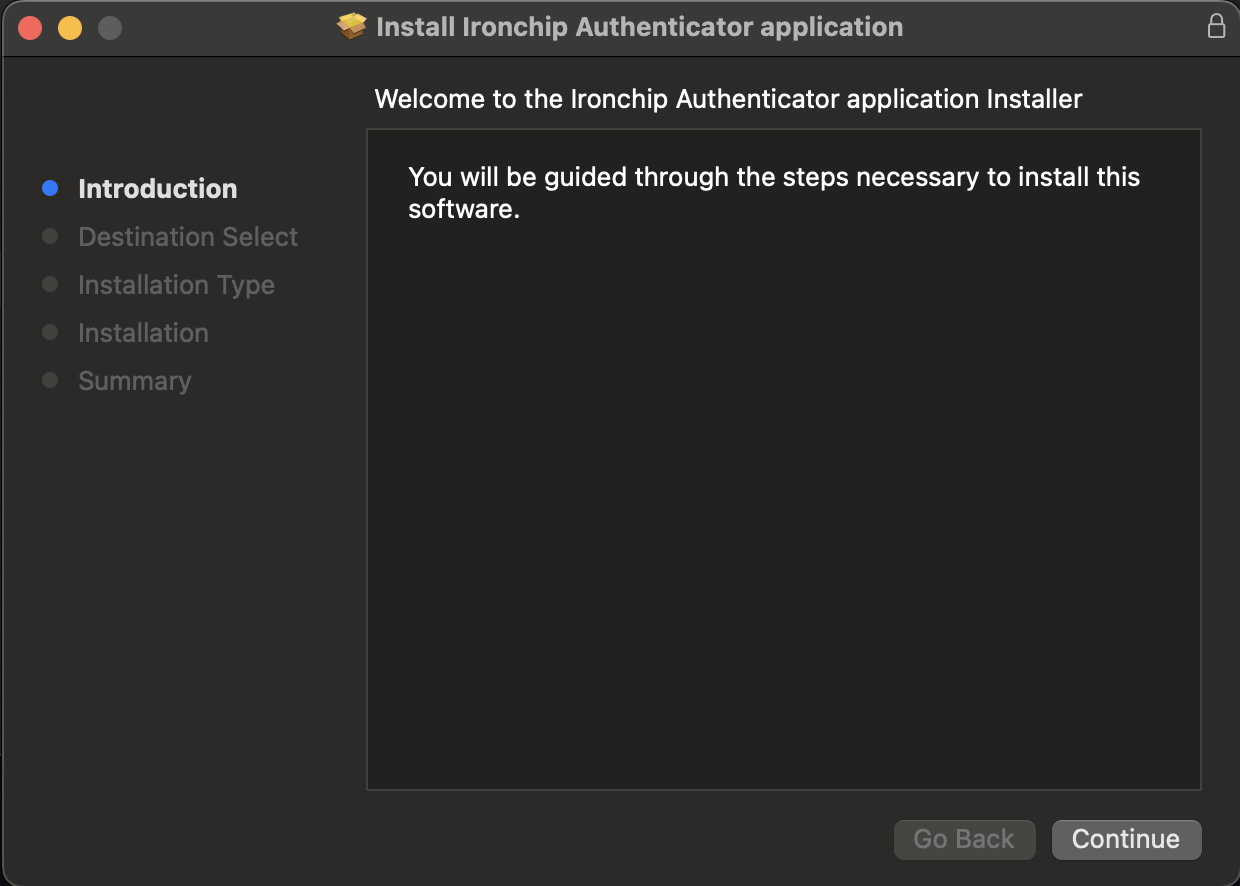 Install Ironchip Authenticator application
Welcome to the Ironchip Authenticator application Installer
Introduction
Destination Select
Installation Type
Installation
Summary
You will be guided through the steps necessary to install this
software.
Go Back
Continue